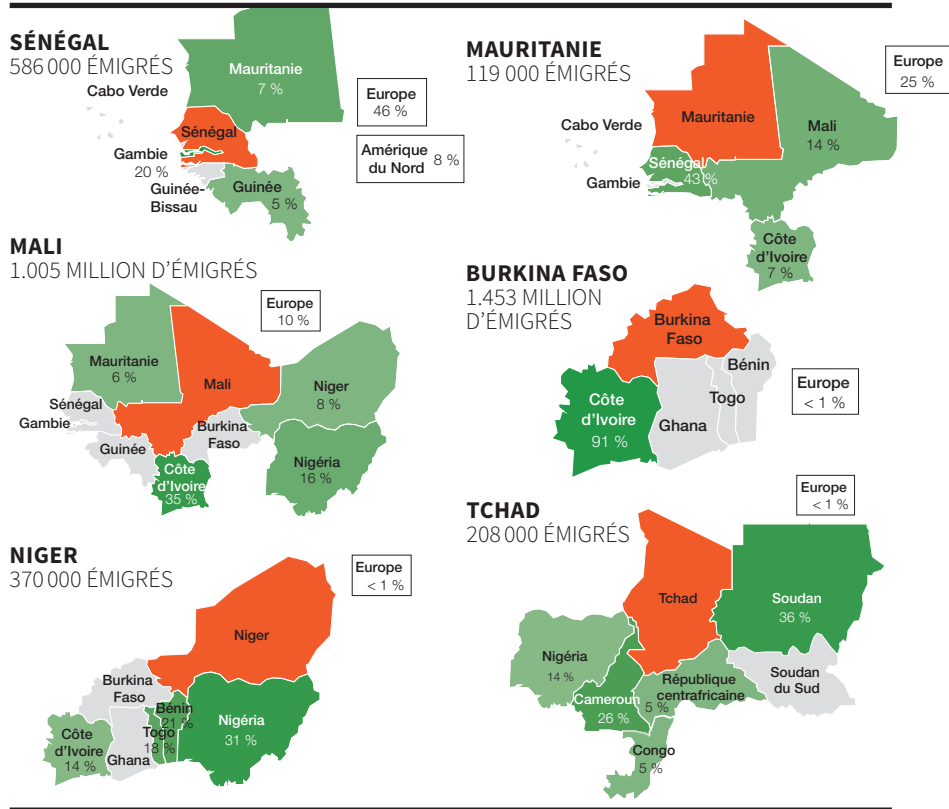 SÉNÉGAL
586 000 ÉMIGRÉS
Mauritanie
7 %
Cabo Verde
Europe
46 %
Sénégal
Amérique
du Nord 8 %
Gambie
20 %
Guinée-
Bissau
Guinée
5 %
MAURITANIE
119 000 ÉMIGRÉS
Europe
25 %
Mauritanie
Mali
14 %
Cabo Verde
Sénégal
43 %
Gambie
Côte
d'Ivoire
7 %
MALI
1.005 MILLION D'ÉMIGRÉS
Europe
10 %
Mauritanie
6 %
Mali
Niger
8 %
Sénégal
Gambie
Burkina
Faso
Guinée
Nigéria
16 %
Côte
d'Ivoire
35 %
BURKINA FASO
1.453 MILLION
D'ÉMIGRÉS
Burkina
Faso
Bénin
Europe
< 1 %
Togo
Côte
d'Ivoire
91 %
Ghana
NIGER
370 000 ÉMIGRÉS
Europe
< 1 %
Niger
Burkina
Faso
Bénin
21 %
Nigéria
31 %
Togo
18 %
Côte
d'Ivoire
14 %
Ghana
TCHAD
208 000 ÉMIGRÉS
Europe
< 1 %
Tchad
Soudan
36 %
Nigéria
14 %
République
centrafricaine
5 %
Soudan
du Sud
Cameroun
26 %
Congo
5 %